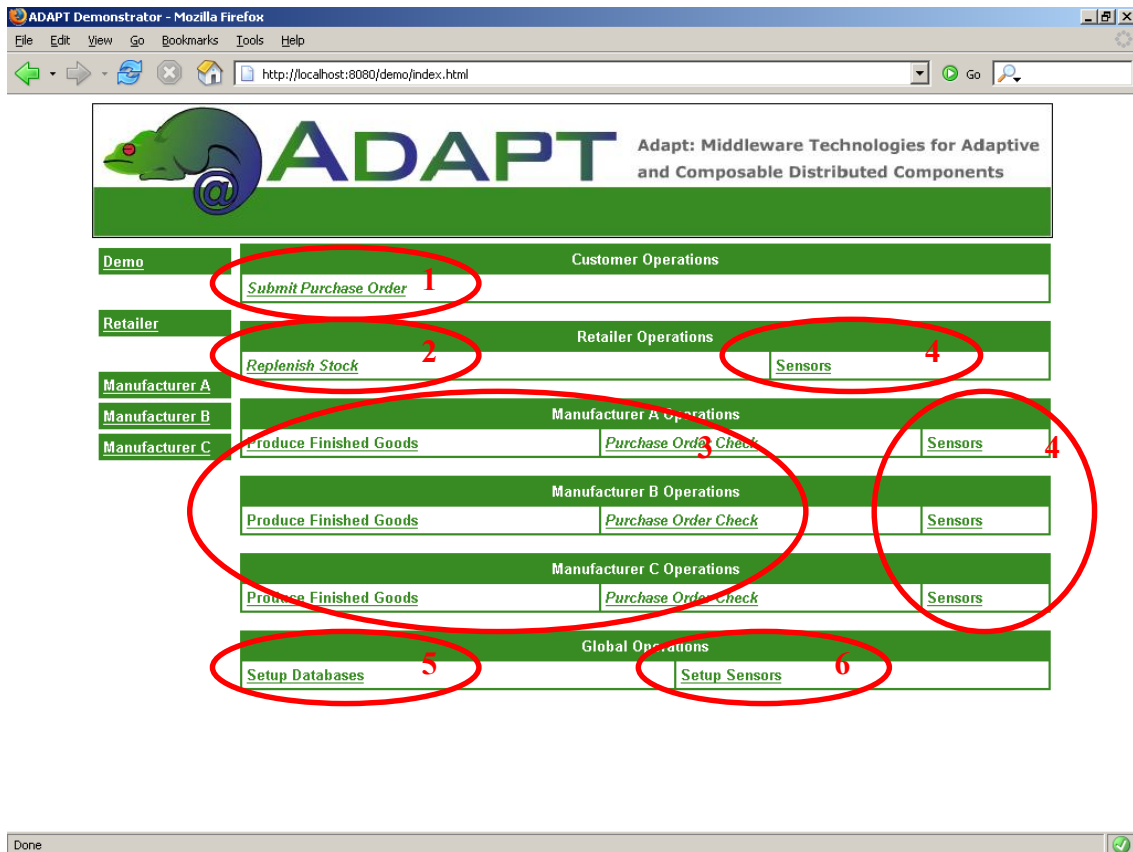 ADAPT Demonstrator - Mozilla Firefox
File Edit View Go Bookmarks Tools Help
http://localhost:8080/demo/index.html Go
@ ADAPT Adapt: Middleware Technologies for Adaptive
and Composable Distributed Components
Demo
Retailer
Manufacturer A
Manufacturer B
Manufacturer C
Customer Operations
Submit Purchase Order 1
Retailer Operations
Replenish Stock 2 Sensors 4
Manufacturer A Operations
Produce Finished Goods Purchase Order Check 3 Sensors 4
Manufacturer B Operations
Produce Finished Goods Purchase Order Check Sensors
Manufacturer C Operations
Produce Finished Goods Purchase Order Check Sensors
Global Operations
Setup Databases 5 Setup Sensors 6
Done